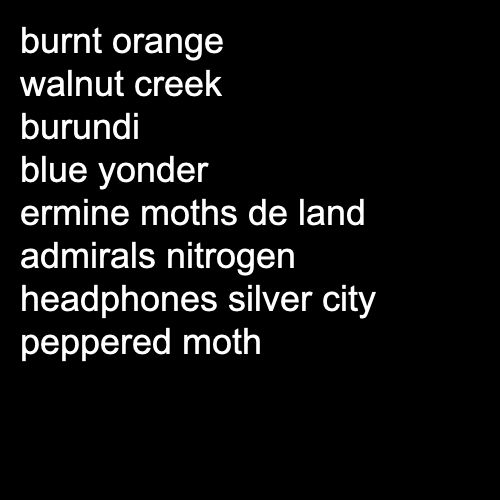 burnt orange
walnut creek
burundi
blue yonder
ermine moths de land
admirals nitrogen
headphones silver city
peppered moth